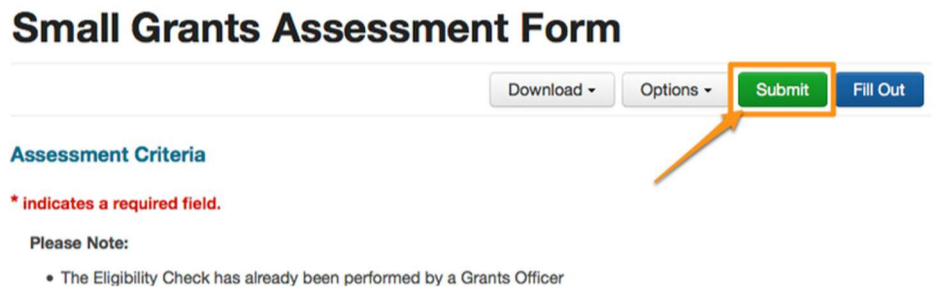 Small Grants Assessment Form
Download Options Submit Fill Out
Assessment Criteria
* indicates a required field.
Please Note:
• The Eligibility Check has already been performed by a Grants Officer